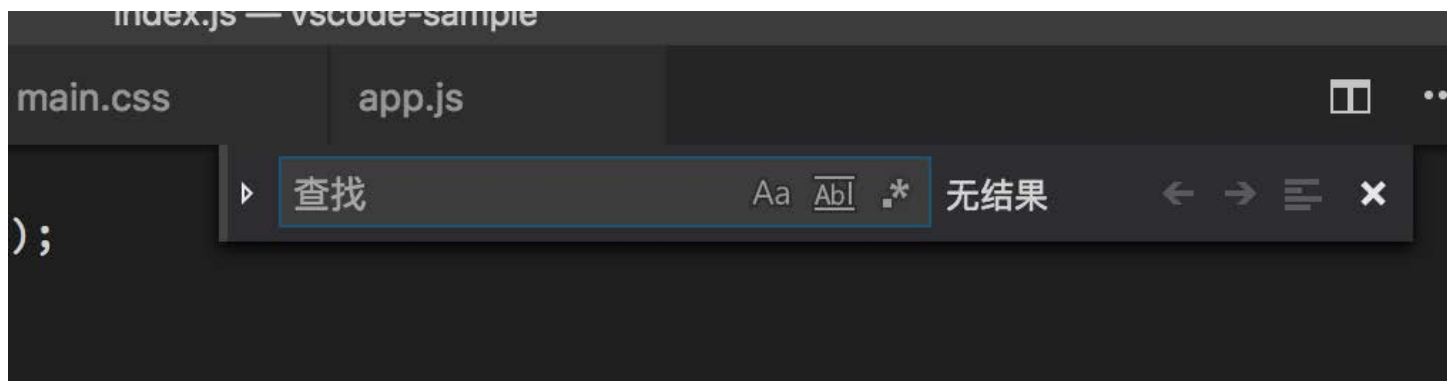 index.js — vscode-sample
main.css app.js
查找 Aa Abl .* 无结果
);